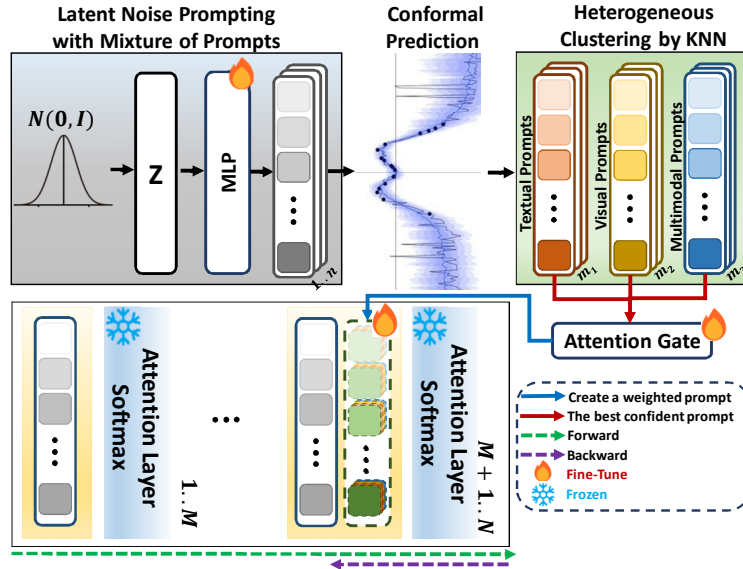 Latent Noise Prompting
with Mixture of Prompts
Conformal
Prediction
Heterogeneous
Clustering by KNN
N(0, I)
Z
MLP
1..n
Textual Prompts
Visual Prompts
Multimodal Prompts
m₁
m₂
Attention Gate
Attention Layer
Softmax
1..M
...
Attention Layer
Softmax
M + 1..N
Create a weighted prompt
The best confident prompt
Forward
Backward
Fine-Tune
Frozen